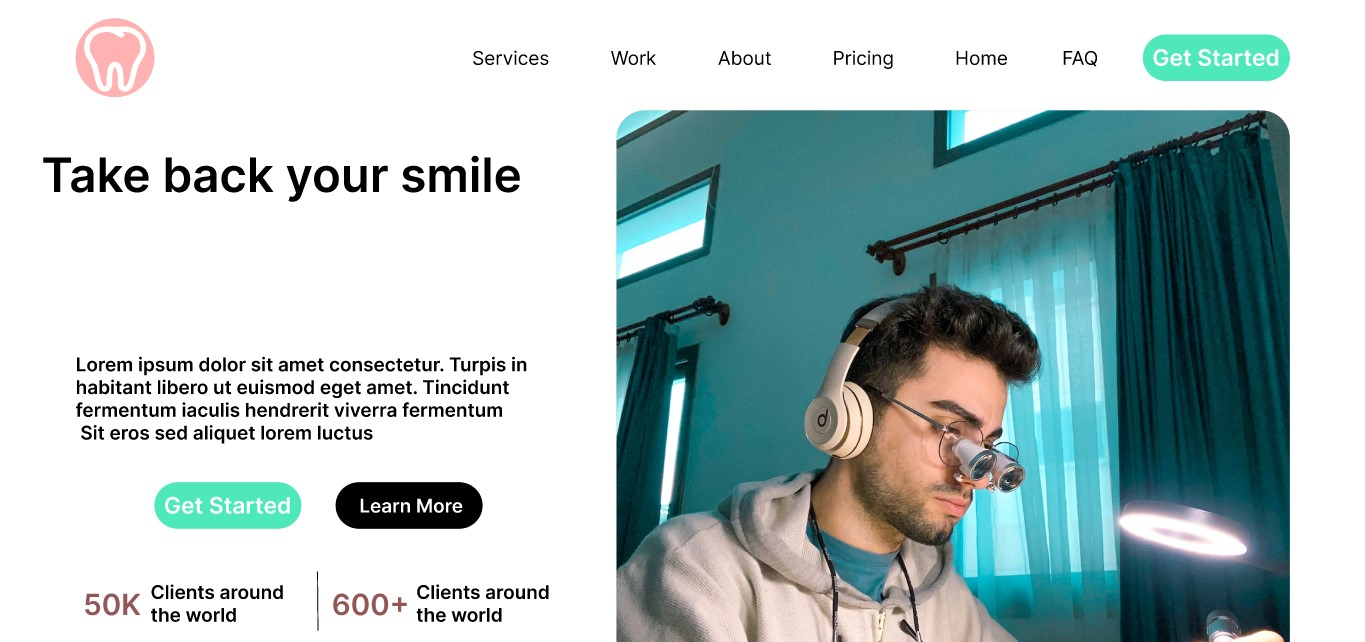 Services Work About Pricing Home FAQ Get Started
Take back your smile
Lorem ipsum dolor sit amet consectetur. Turpis in
habitant libero ut euismod eget amet. Tincidunt
fermentum iaculis hendrerit viverra fermentum
Sit eros sed aliquet lorem luctus
Get Started Learn More
50K Clients around
the world
600+ Clients around
the world